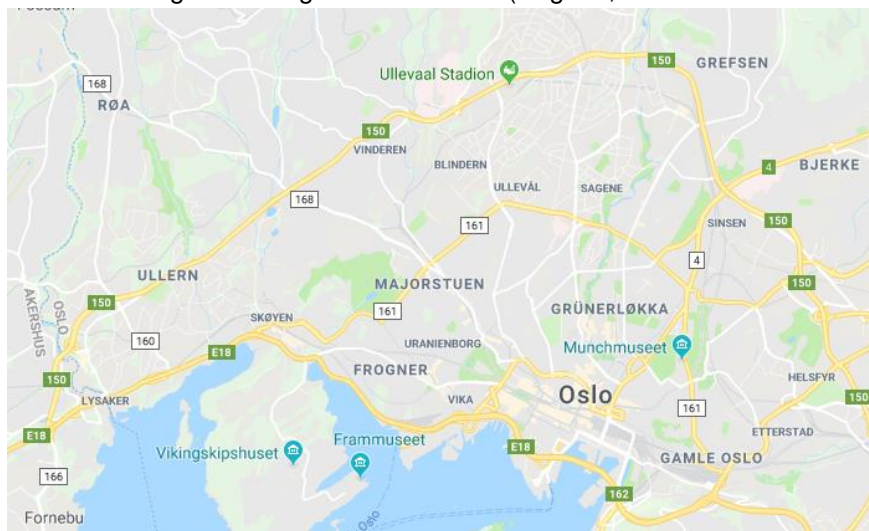 Ullevaal Stadion
150
GREFSEN
168
RØA
150
VINDEREN
BLINDERN
4
BJERKE
ULLEVÅL
SAGENE
168
161
SINSEN
150
ULLERN
4
MAJORSTUEN
150
AKERSHUS
OSLO
SKØYEN
161
GRÜNERLØKKA
160
URANIENBORG
Munchmuseet
E18
FROGNER
150
HELSFYR
LYSAKER
VIKA
Oslo
150
161
E18
Vikingskipshuset
Frammuseet
E18
ETTERSTAD
GAMLE OSLO
166
162
Fornebu
Oslo